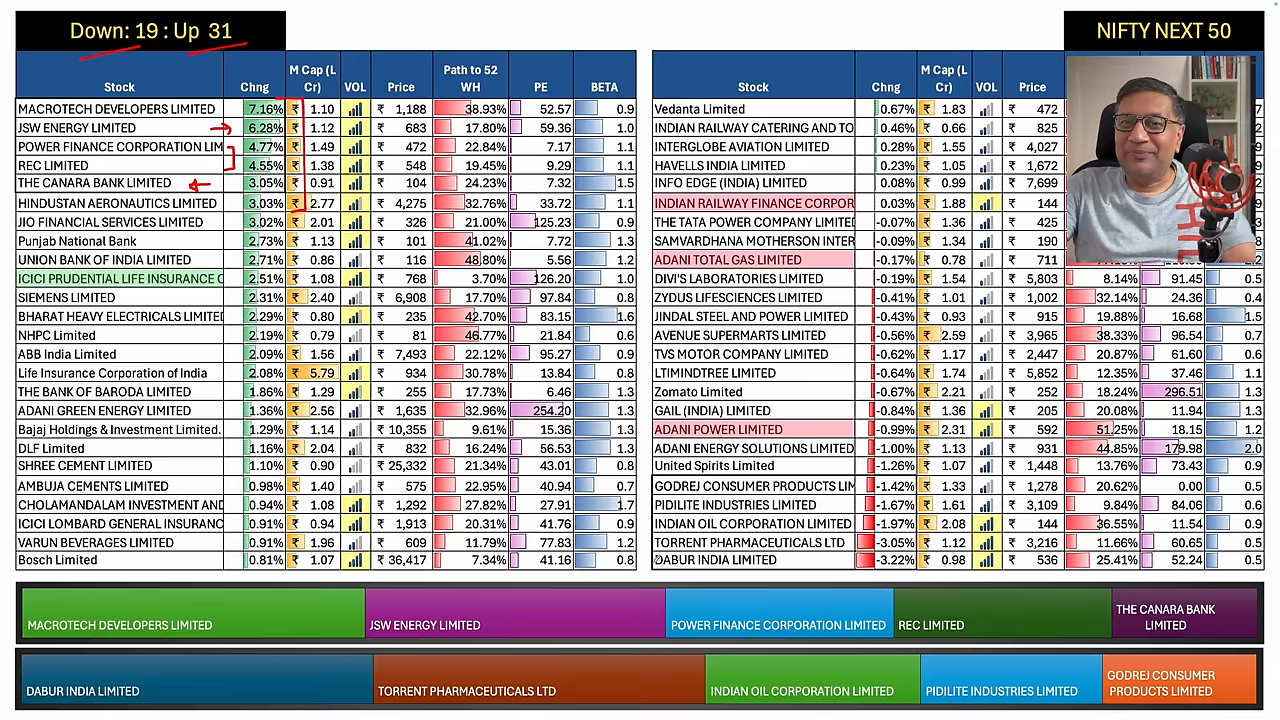 Down: 19 : Up 31
NIFTY NEXT 50
Stock Chng M Cap (L Cr) VOL Price Path to 52 WH PE BETA
MACROTECH DEVELOPERS LIMITED 7.16% ₹ 1.10 ₹ 1,188 38.93% 52.57 0.9
JSW ENERGY LIMITED 6.28% ₹ 1.12 ₹ 683 17.80% 59.36 1.0
POWER FINANCE CORPORATION LIM 4.77% ₹ 1.49 ₹ 472 22.84% 7.17 1.1
REC LIMITED 4.55% ₹ 1.38 ₹ 548 19.45% 9.29 1.1
THE CANARA BANK LIMITED 3.05% ₹ 0.91 ₹ 104 24.23% 7.32 1.5
HINDUSTAN AERONAUTICS LIMITED 3.03% ₹ 2.77 ₹ 4,275 32.76% 33.72 1.1
JIO FINANCIAL SERVICES LIMITED 3.02% ₹ 2.01 ₹ 326 21.00% 125.23 0.9
Punjab National Bank 2.73% ₹ 1.13 ₹ 101 41.02% 7.72 1.3
UNION BANK OF INDIA LIMITED 2.71% ₹ 0.86 ₹ 116 48.80% 5.56 1.2
ICICI PRUDENTIAL LIFE INSURANCE C 2.51% ₹ 1.08 ₹ 768 3.70% 126.20 1.0
SIEMENS LIMITED 2.31% ₹ 2.40 ₹ 6,908 17.70% 97.84 0.8
BHARAT HEAVY ELECTRICALS LIMITED 2.29% ₹ 0.80 ₹ 235 42.70% 83.15 1.6
NHPC Limited 2.19% ₹ 0.79 ₹ 81 46.77% 21.84 0.6
ABB India Limited 2.09% ₹ 1.56 ₹ 7,493 22.12% 95.27 0.9
Life Insurance Corporation of India 2.08% ₹ 5.79 ₹ 934 30.78% 13.84 0.8
THE BANK OF BARODA LIMITED 1.86% ₹ 1.29 ₹ 255 17.73% 6.46 1.3
ADANI GREEN ENERGY LIMITED 1.36% ₹ 2.56 ₹ 1,635 32.96% 254.20 1.3
Bajaj Holdings & Investment Limited. 1.29% ₹ 1.14 ₹ 10,355 9.61% 15.36 1.3
DLF Limited 1.16% ₹ 2.04 ₹ 832 16.24% 56.53 1.3
SHREE CEMENT LIMITED 1.10% ₹ 0.90 ₹ 25,332 21.34% 43.01 0.8
AMBUJA CEMENTS LIMITED 0.98% ₹ 1.40 ₹ 575 22.95% 40.94 0.7
CHOLAMANDALAM INVESTMENT AND 0.94% ₹ 1.08 ₹ 1,292 27.82% 27.91 1.7
ICICI LOMBARD GENERAL INSURANC 0.91% ₹ 0.94 ₹ 1,913 20.31% 41.76 0.9
VARUN BEVERAGES LIMITED 0.91% ₹ 1.96 ₹ 609 11.79% 77.83 1.2
Bosch Limited 0.81% ₹ 1.07 ₹ 36,417 7.34% 41.16 0.8
Stock Chng M Cap (L Cr) VOL Price
Vedanta Limited 0.67% ₹ 1.83 ₹ 472
INDIAN RAILWAY CATERING AND TO 0.46% ₹ 0.66 ₹ 825
INTERGLOBE AVIATION LIMITED 0.28% ₹ 1.55 ₹ 4,027
HAVELLS INDIA LIMITED 0.23% ₹ 1.05 ₹ 1,672
INFO EDGE (INDIA) LIMITED 0.08% ₹ 0.99 ₹ 7,699
INDIAN RAILWAY FINANCE CORPOR 0.03% ₹ 1.88 ₹ 144
THE TATA POWER COMPANY LIMITED -0.07% ₹ 1.36 ₹ 425
SAMVARDHANA MOTHERSON INTER -0.09% ₹ 1.34 ₹ 190
ADANI TOTAL GAS LIMITED -0.17% ₹ 0.78 ₹ 711
DIVI'S LABORATORIES LIMITED -0.19% ₹ 1.54 ₹ 5,803 8.14% 91.45 0.5
ZYDUS LIFESCIENCES LIMITED -0.41% ₹ 1.01 ₹ 1,002 32.14% 24.36 0.4
JINDAL STEEL AND POWER LIMITED -0.43% ₹ 0.93 ₹ 915 19.88% 16.68 1.5
AVENUE SUPERMARTS LIMITED -0.56% ₹ 2.59 ₹ 3,965 38.33% 96.54 0.7
TVS MOTOR COMPANY LIMITED -0.62% ₹ 1.17 ₹ 2,447 20.87% 61.60 0.6
LTIMINDTREE LIMITED -0.64% ₹ 1.74 ₹ 5,852 12.35% 37.46 1.1
Zomato Limited -0.67% ₹ 2.21 ₹ 252 18.24% 296.51 1.3
GAIL (INDIA) LIMITED -0.84% ₹ 1.36 ₹ 205 20.08% 11.94 1.3
ADANI POWER LIMITED -0.99% ₹ 2.31 ₹ 592 51.25% 18.15 1.2
ADANI ENERGY SOLUTIONS LIMITED -1.00% ₹ 1.13 ₹ 931 44.85% 179.98 2.0
United Spirits Limited -1.26% ₹ 1.07 ₹ 1,448 13.76% 73.43 0.9
GODREJ CONSUMER PRODUCTS LIM -1.42% ₹ 1.33 ₹ 1,278 20.62% 0.00 0.5
PIDILITE INDUSTRIES LIMITED -1.67% ₹ 1.61 ₹ 3,109 9.84% 84.06 0.6
INDIAN OIL CORPORATION LIMITED -1.97% ₹ 2.08 ₹ 144 36.55% 11.54 0.9
TORRENT PHARMACEUTICALS LTD -3.05% ₹ 1.12 ₹ 3,216 11.66% 60.65 0.5
DABUR INDIA LIMITED -3.22% ₹ 0.98 ₹ 536 25.41% 52.24 0.5
MACROTECH DEVELOPERS LIMITED
JSW ENERGY LIMITED
POWER FINANCE CORPORATION LIMITED
REC LIMITED
THE CANARA BANK
LIMITED
DABUR INDIA LIMITED
TORRENT PHARMACEUTICALS LTD
INDIAN OIL CORPORATION LIMITED
PIDILITE INDUSTRIES LIMITED
GODREJ CONSUMER
PRODUCTS LIMITED